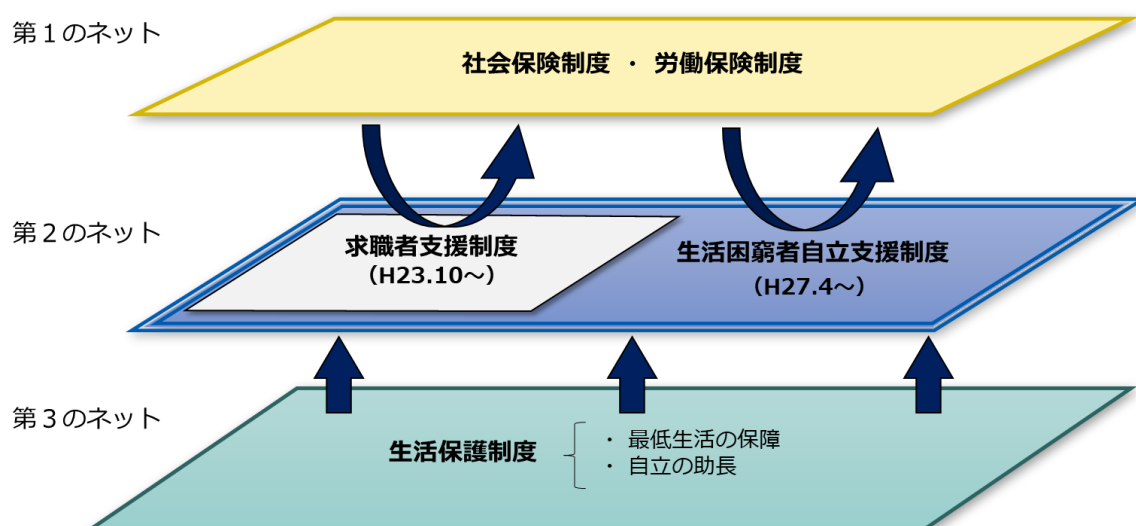 第１のネット
社会保険制度 ・ 労働保険制度
第２のネット
求職者支援制度
（H23.10～）
生活困窮者自立支援制度
（H27.4～）
第３のネット
生活保護制度
・ 最低生活の保障
・ 自立の助長